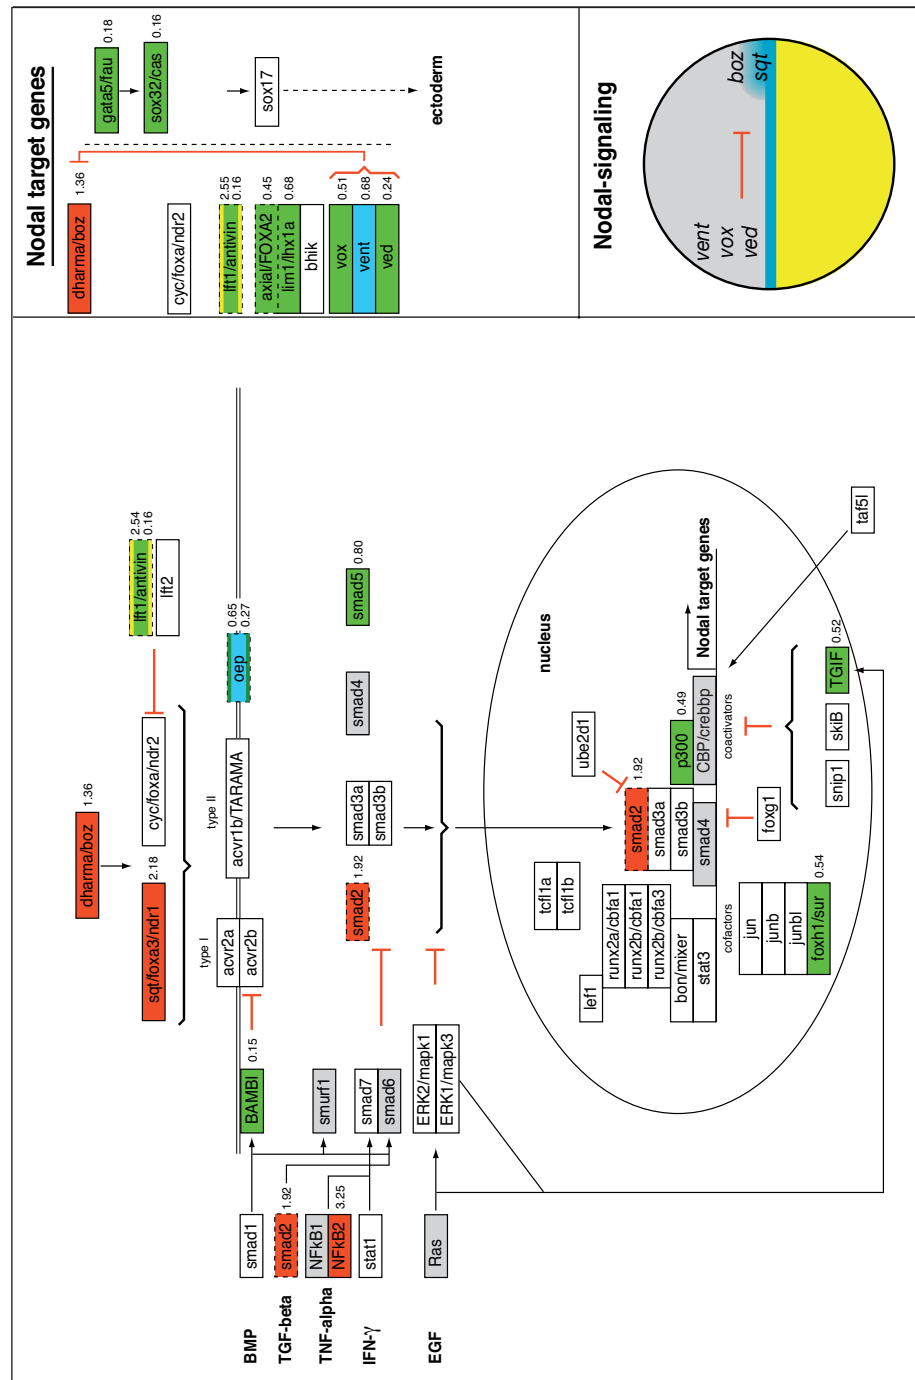 dharma/boz
1.36
sqt/foxa3/ndr1
2.18
cyc/foxa/ndr2
lft1/antivin
2.54
0.16
lft2
type I
type II
acvr2a
acvr2b
acvr1b/TARAMA
oep
0.65
0.27
BMP
smad1
BAMBI
0.15
TGF-beta
smad2
1.92
TNF-alpha
NFkB1
NFkB2
3.25
smurf1
IFN-γ
stat1
smad7
smad6
smad2
1.92
smad3a
smad3b
smad4
smad5
0.80
EGF
Ras
ERK2/mapk1
ERK1/mapk3
nucleus
ube2d1
tcfl1a
tcfl1b
lef1
runx2a/cbfa1
runx2b/cbfa1
runx2b/cbfa3
bon/mixer
stat3
smad2
1.92
smad3a
smad3b
smad4
p300
0.49
CBP/crebbp
Nodal target genes
cofactors
coactivators
jun
junb
junbl
foxh1/sur
0.54
foxg1
snip1
skiB
TGIF
0.52
taf5l
Nodal target genes
dharma/boz
1.36
gata5/fau
0.18
sox32/cas
0.16
cyc/foxa/ndr2
lft1/antivin
2.55
0.16
sox17
axial/FOXA2
0.45
lim1/lhx1a
0.68
bhik
vox
0.51
vent
0.68
ved
0.24
ectoderm
Nodal-signaling
vent
vox
ved
boz
sqt